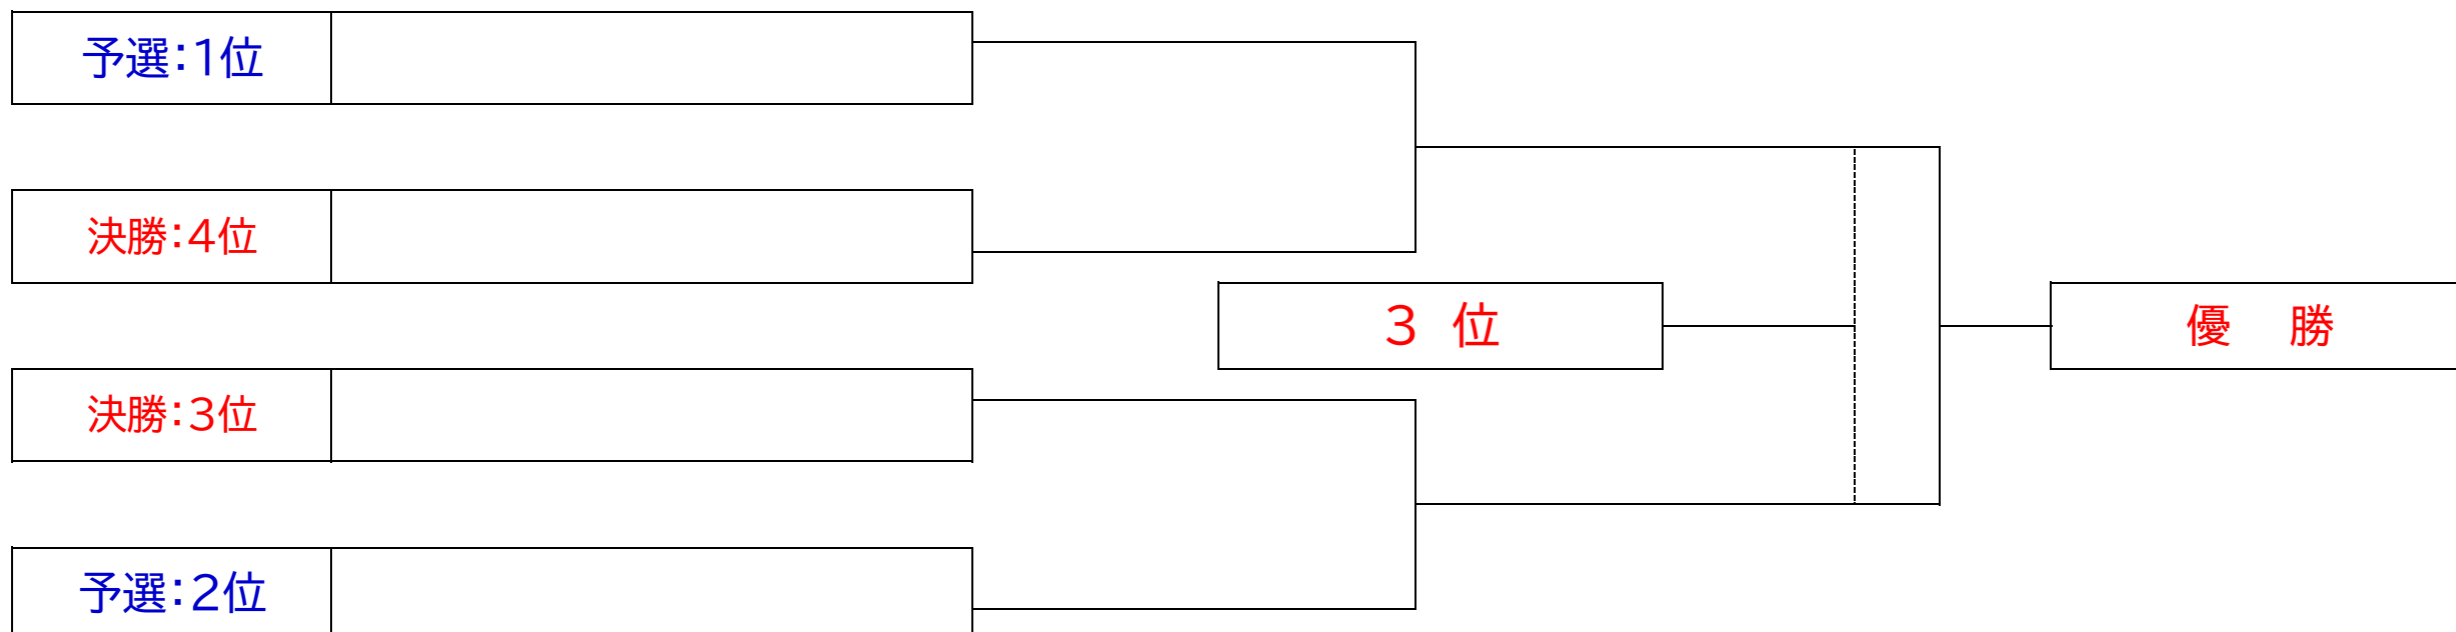 予選：1位
決勝：4位
3 位
優 勝
決勝：3位
予選：2位